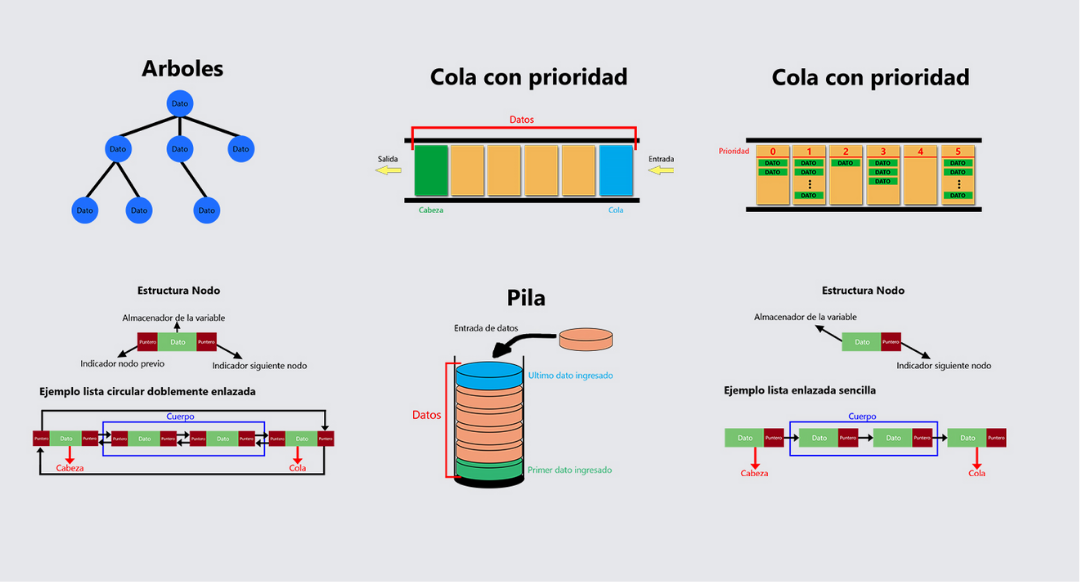 Arboles
Dato
Dato
Dato
Dato
Dato
Dato
Dato
Cola con prioridad
Datos
Salida
Entrada
Cabeza
Cola
Cola con prioridad
Prioridad
0 1 2 3 4 5
DATO DATO DATO DATO DATO
DATO DATO DATO DATO
DATO
DATO DATO
Estructura Nodo
Almacenador de la variable
Puntero Dato Puntero
Indicador nodo previo
Indicador siguiente nodo
Ejemplo lista circular doblemente enlazada
Cuerpo
Puntero Dato Puntero Puntero Dato Puntero Puntero Dato Puntero Puntero Dato Puntero
Cabeza
Cola
Pila
Entrada de datos
Ultimo dato ingresado
Datos
Primer dato ingresado
Estructura Nodo
Almacenador de la variable
Dato Puntero
Indicador siguiente nodo
Ejemplo lista enlazada sencilla
Cuerpo
Dato Puntero Dato Puntero Dato Puntero Dato Puntero
Cabeza
Cola